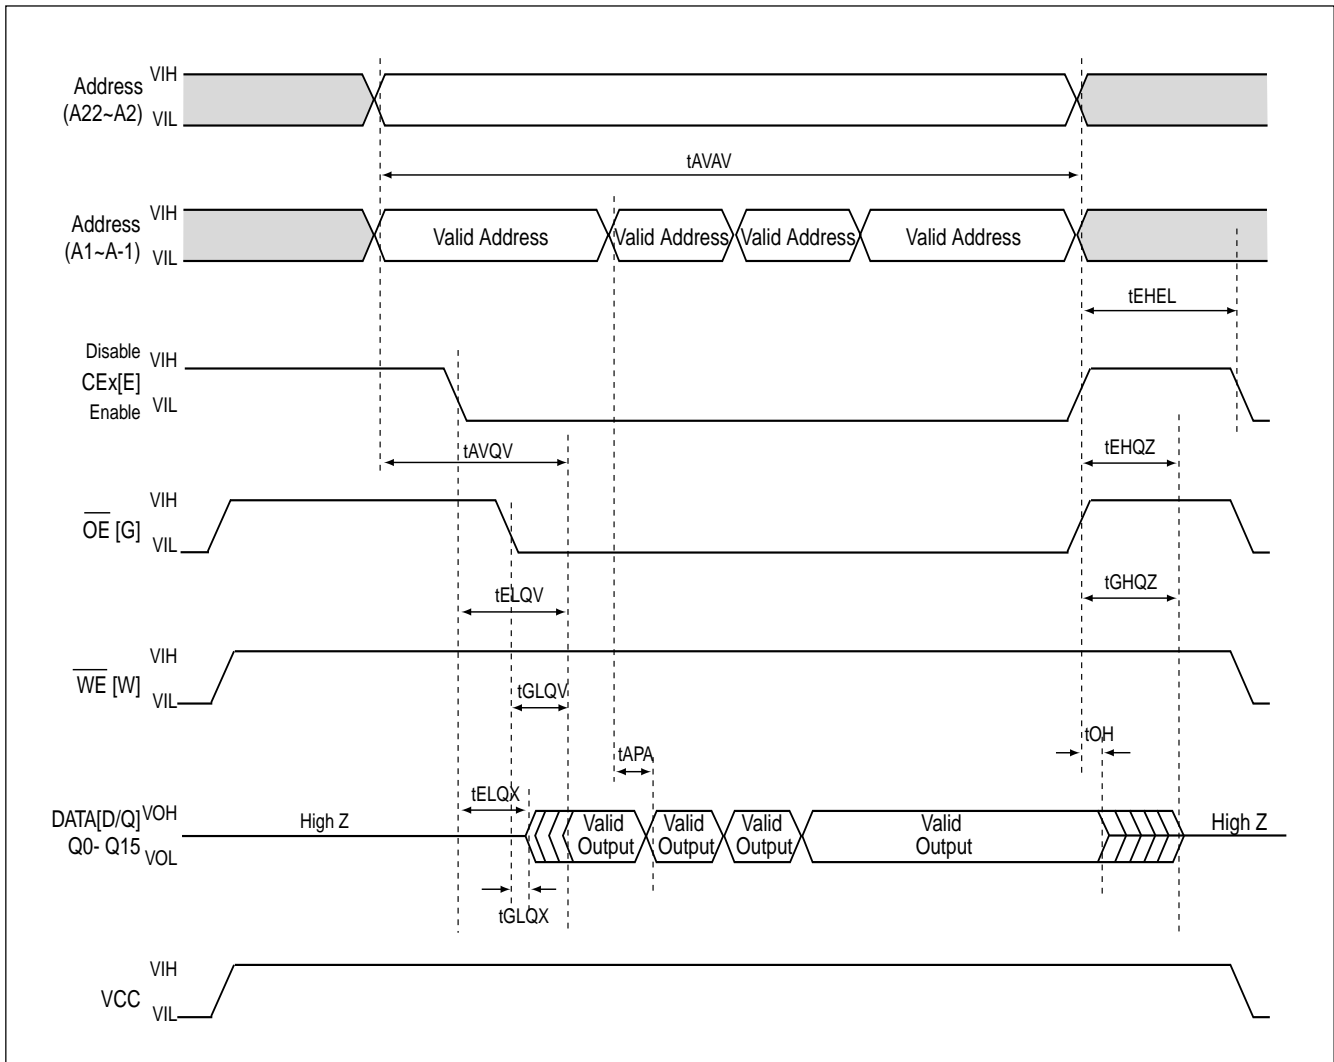 Address VIH
(A22~A2) VIL
tAVAV
Address VIH
(A1~A-1) VIL
Valid Address Valid Address Valid Address Valid Address
tEHEL
Disable VIH
CEx[E]
Enable VIL
tAVQV tEHQZ
VIH
OE [G]
VIL
tELQV tGHQZ
VIH
WE [W]
VIL
tGLQV
tAPA tOH
tELQX
DATA[D/Q] VOH
Q0- Q15 VOL
High Z
Valid Output
Valid Output
Valid Output
Valid Output
High Z
tGLQX
VIH
VCC
VIL